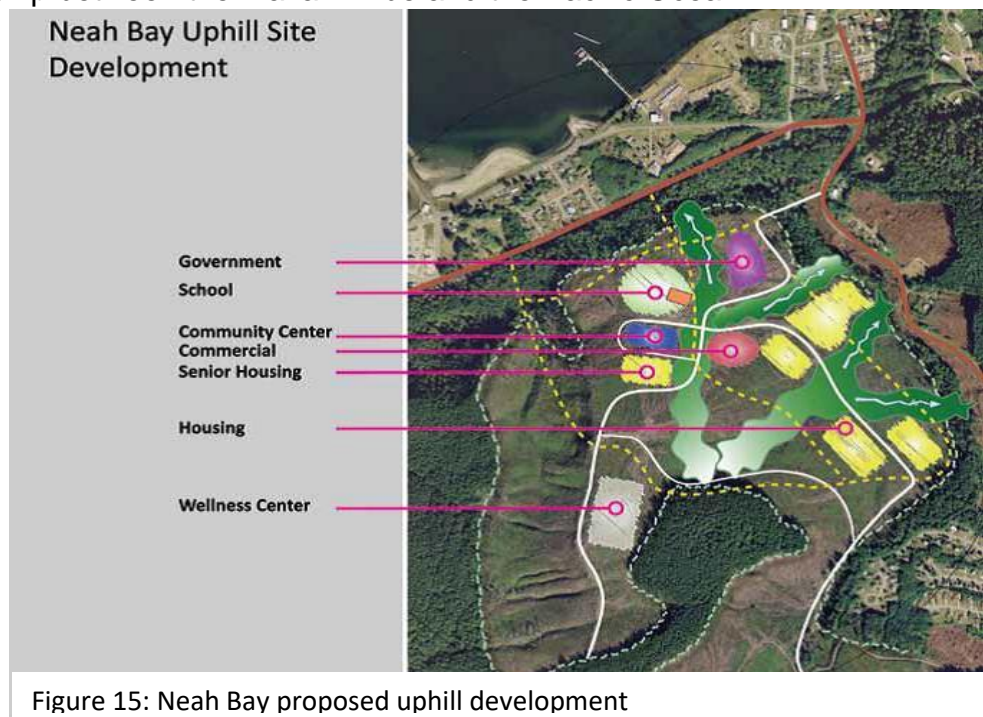 Neah Bay Uphill Site
Development
Government
School
Community Center
Commercial
Senior Housing
Housing
Wellness Center
Figure 15: Neah Bay proposed uphill development